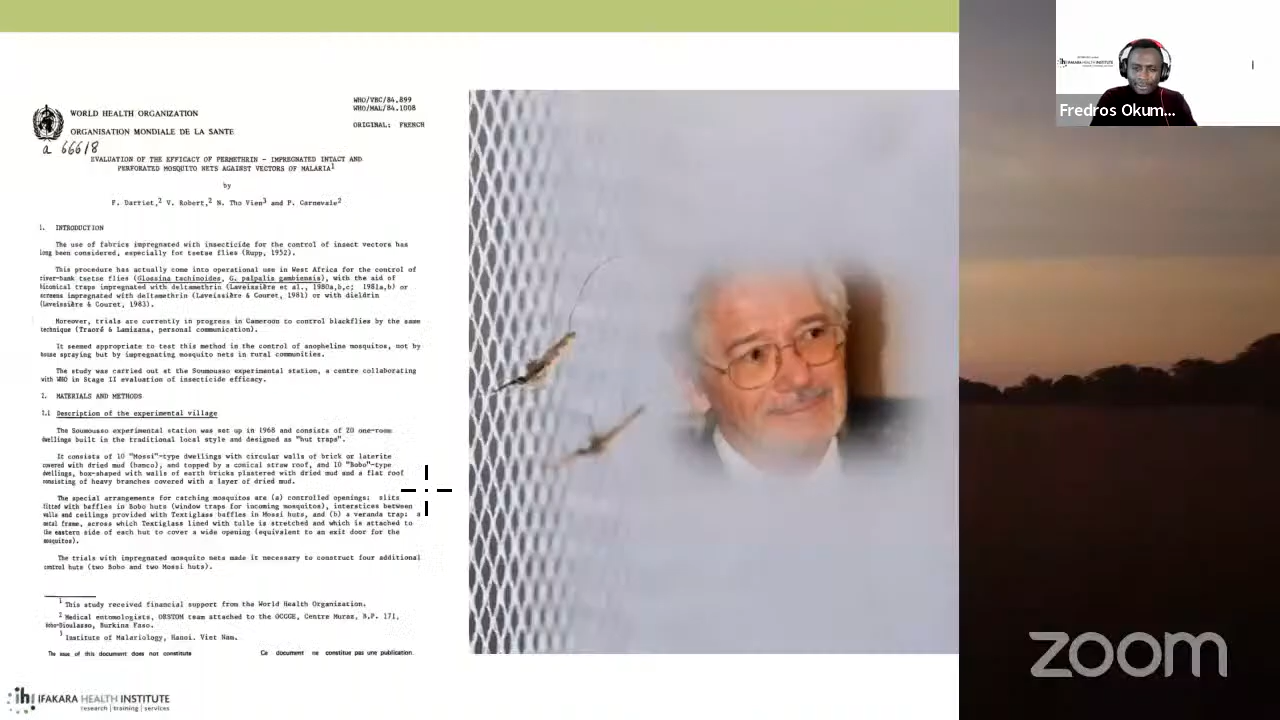 WORLD HEALTH ORGANIZATION
ORGANISATION MONDIALE DE LA SANTE
WHO/VBC/84.899
WHO/MAL/84.1008
ORIGINAL: FRENCH
a 66618
EVALUATION OF THE EFFICACY OF PERMETHRIN - IMPREGNATED INTACT AND
PERFORATED MOSQUITO NETS AGAINST VECTORS OF MALARIA1
by
F. Darriet,2 V. Robert,2 N. Tho Vien3 and P. Carnevale2
1. INTRODUCTION
The use of fabrics impregnated with insecticide for the control of insect vectors has
long been considered, especially for tsetse flies (Rupp, 1952).
This procedure has actually come into operational use in West Africa for the control of
river-bank tsetse flies (Glossina tachinoides, G. palpalis gambiensis), with the aid of
biconical traps impregnated with deltamethrin (Laveissière et al., 1980a,b,c; 1981a,b) or
screens impregnated with deltamethrin (Laveissière & Couret, 1981) or with dieldrin
(Laveissière & Couret, 1983).
Moreover, trials are currently in progress in Cameroon to control blackflies by the same
technique (Traoré & Lamizana, personal communication).
It seemed appropriate to test this method in the control of anopheline mosquitos, not by
house spraying but by impregnating mosquito nets in rural communities.
The study was carried out at the Soumousso experimental station, a centre collaborating
with WHO in Stage II evaluation of insecticide efficacy.
2. MATERIALS AND METHODS
2.1 Description of the experimental village
The Soumousso experimental station was set up in 1968 and consists of 20 one-room
dwellings built in the traditional local style and designed as "hut traps".
It consists of 10 "Mossi"-type dwellings with circular walls of brick or laterite
covered with dried mud (banco), and topped by a conical straw roof, and 10 "Bobo"-type
dwellings, box-shaped with walls of earth bricks plastered with dried mud and a flat roof
consisting of heavy branches covered with a layer of dried mud.
The special arrangements for catching mosquitos are (a) controlled openings: slits
fitted with baffles in Bobo huts (window traps for incoming mosquitos), interstices between
walls and ceilings provided with Textiglass baffles in Mossi huts, and (b) a veranda trap: a
metal frame, across which Textiglass lined with tulle is stretched and which is attached to
the eastern side of each hut to cover a wide opening (equivalent to an exit door for the
mosquitos).
The trials with impregnated mosquito nets made it necessary to construct four additional
control huts (two Bobo and two Mossi huts).
1 This study received financial support from the World Health Organization.
2 Medical entomologists, ORSTOM team attached to the OCCGE, Centre Muraz, B.P. 171,
Bobo-Dioulasso, Burkina Faso.
3 Institute of Malariology, Hanoi. Viet Nam.
The issue of this document does not constitute
Ce document ne constitue pas une publication.
ih IFAKARA HEALTH INSTITUTE
research | training | services
IFAKARA HEALTH INSTITUTE
Fredros Okum...
zoom